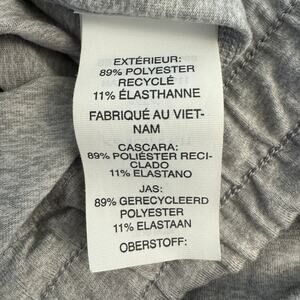 EXTÉRIEUR:
89% POLYESTER
RECYCLÉ
11% ÉLASTHANNE
FABRIQUÉ AU VIET-
NAM
CASCARA:
89% POLIÉSTER RECI-
CLADO
11% ELASTANO
JAS:
89% GERECYCLEERD
POLYESTER
11% ELASTAAN
OBERSTOFF: